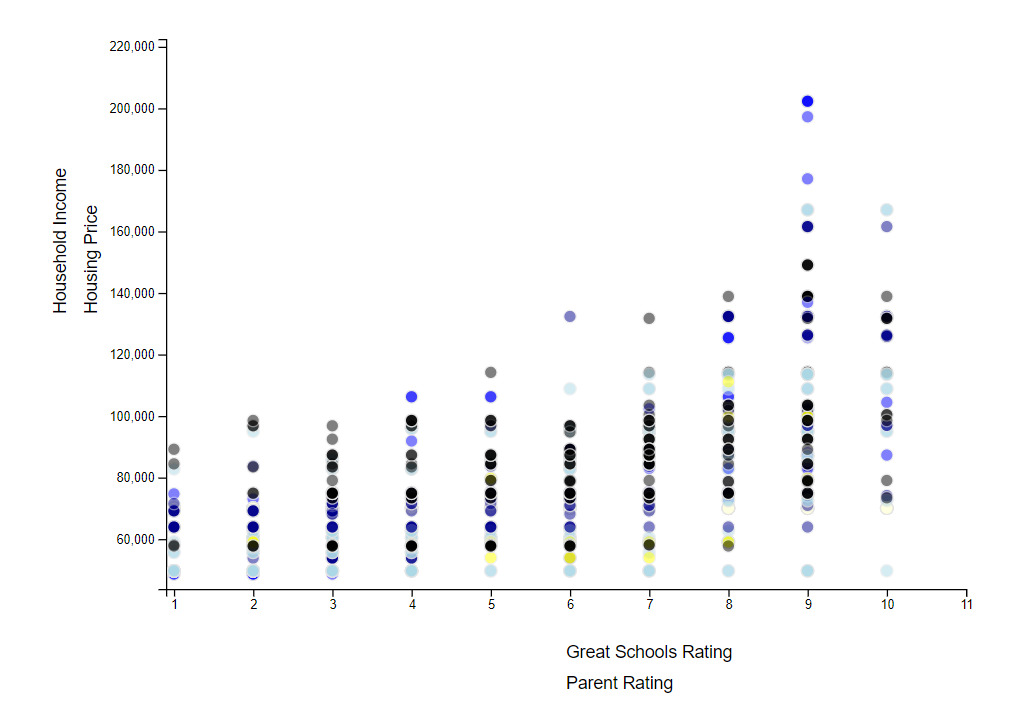 220,000
200,000
180,000
160,000
140,000
120,000
100,000
80,000
60,000
Household Income
Housing Price
1 2 3 4 5 6 7 8 9 10 11
Great Schools Rating
Parent Rating